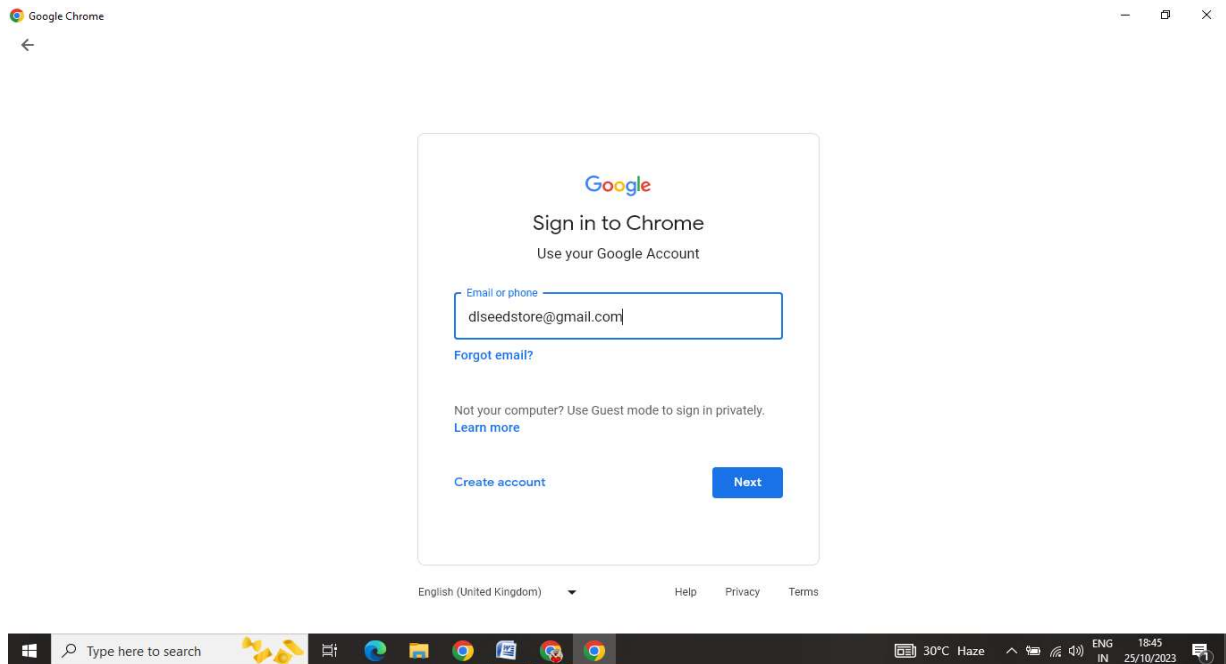 Google Chrome
Google
Sign in to Chrome
Use your Google Account
Email or phone
dlseedstore@gmail.com
Forgot email?
Not your computer? Use Guest mode to sign in privately.
Learn more
Create account
Next
English (United Kingdom)
Help Privacy Terms
Type here to search
30°C Haze
ENG
IN
18:45
25/10/2023
1